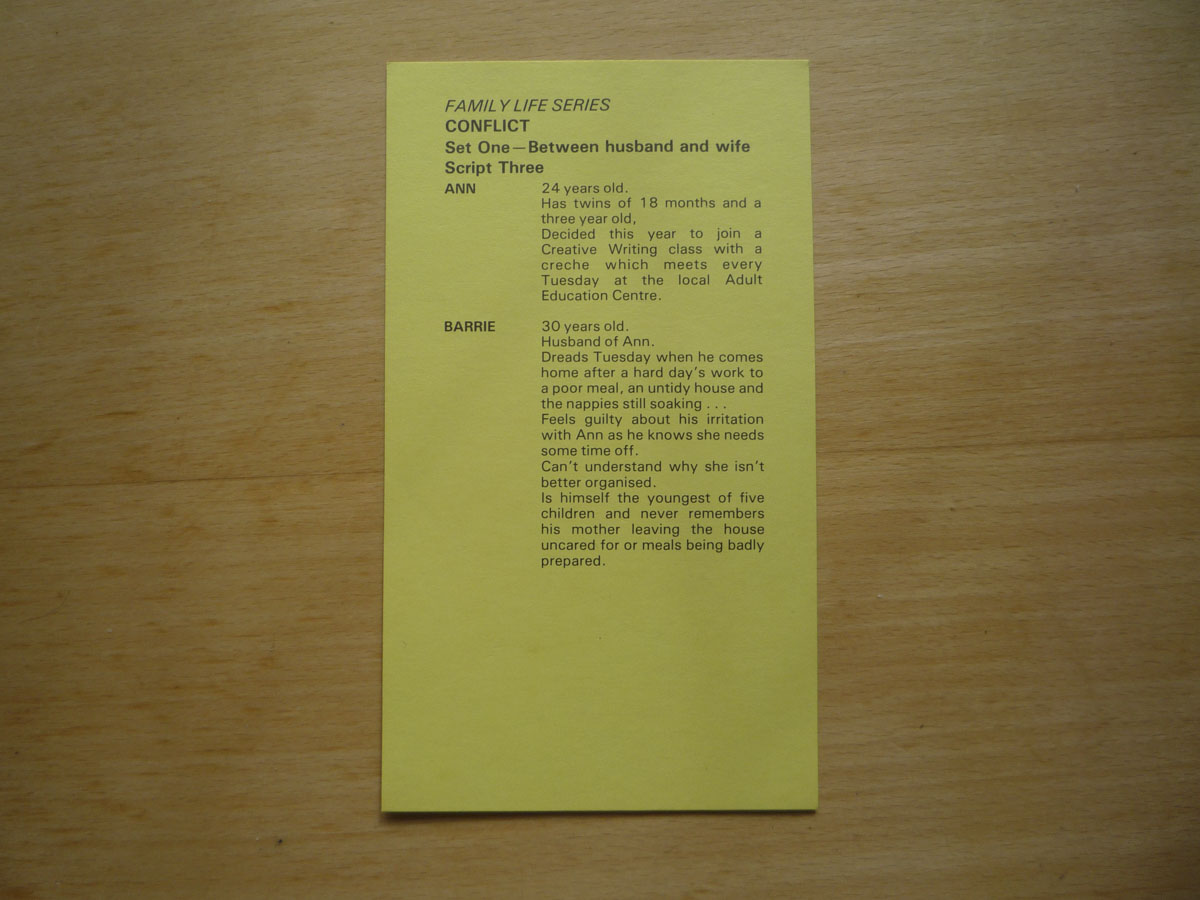 FAMILY LIFE SERIES
CONFLICT
Set One—Between husband and wife
Script Three
ANN 24 years old.
Has twins of 18 months and a
three year old,
Decided this year to join a
Creative Writing class with a
creche which meets every
Tuesday at the local Adult
Education Centre.
BARRIE 30 years old.
Husband of Ann.
Dreads Tuesday when he comes
home after a hard day's work to
a poor meal, an untidy house and
the nappies still soaking . . .
Feels guilty about his irritation
with Ann as he knows she needs
some time off.
Can't understand why she isn't
better organised.
Is himself the youngest of five
children and never remembers
his mother leaving the house
uncared for or meals being badly
prepared.